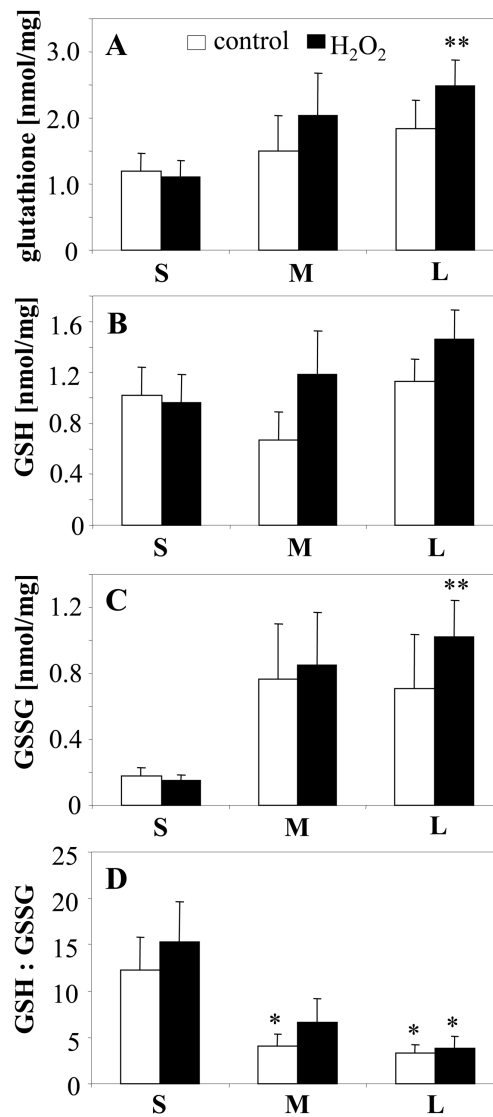 A control H₂O₂
glutathione [nmol/mg]
3.0
2.0
1.0
0
**
S M L
B
GSH [nmol/mg]
1.6
1.2
0.8
0.4
0
S M L
C
GSSG [nmol/mg]
1.2
0.8
0.4
0
**
S M L
D
GSH : GSSG
25
20
15
10
5
0
* * *
S M L